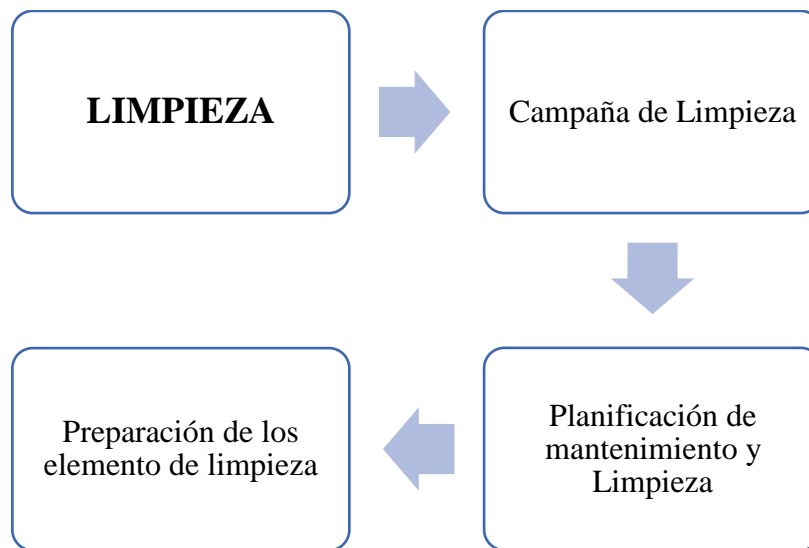 LIMPIEZA
Campaña de Limpieza
Planificación de
mantenimiento y
Limpieza
Preparación de los
elemento de limpieza